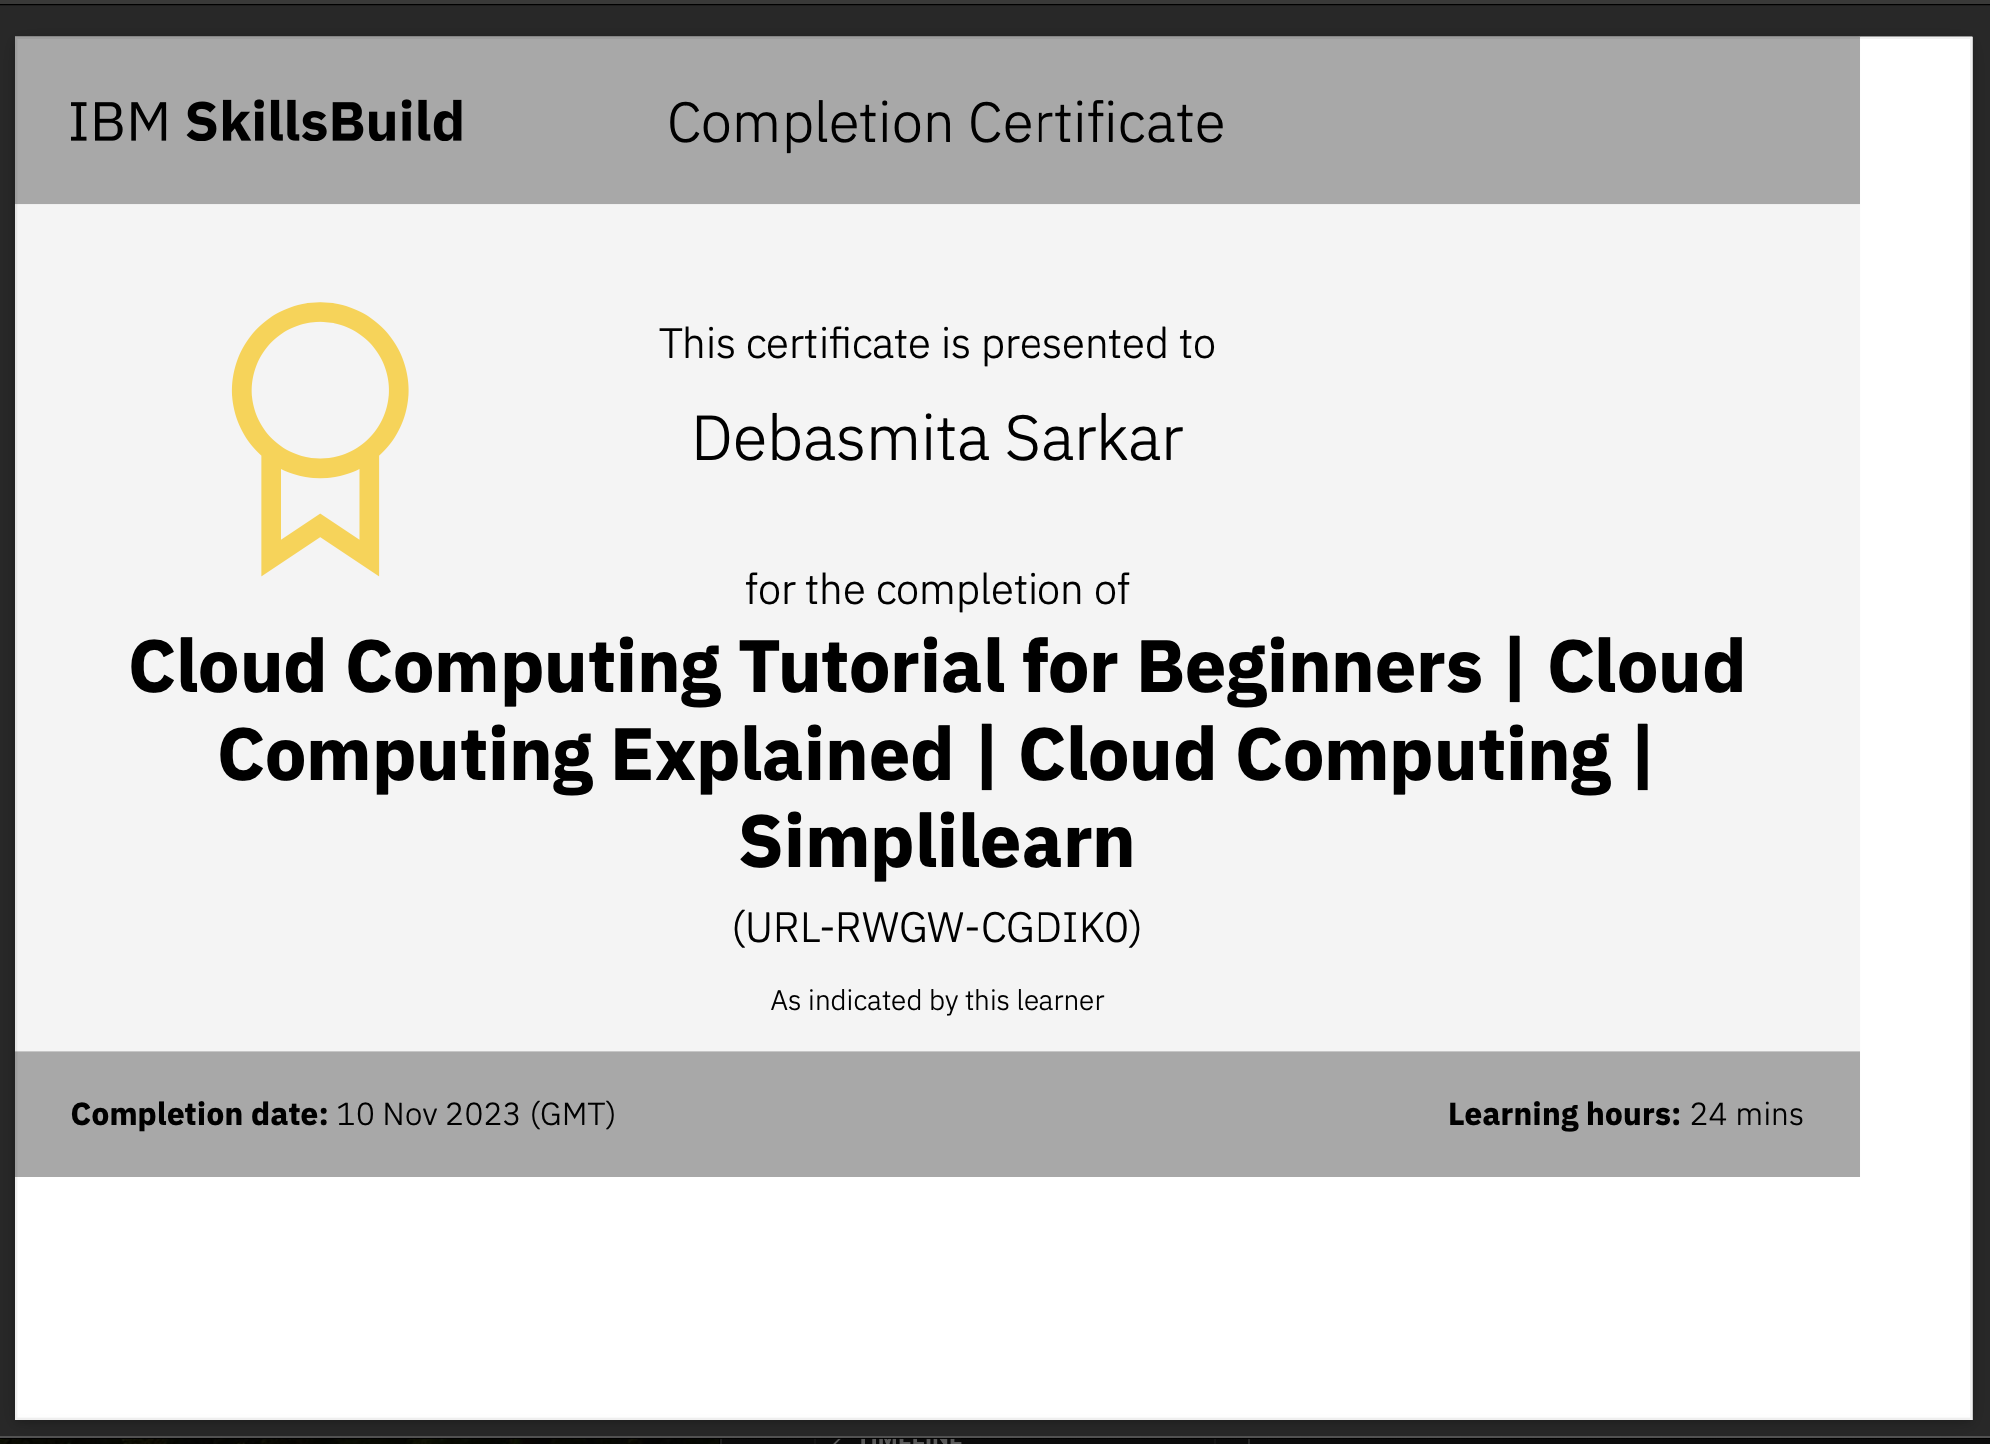 IBM SkillsBuild
Completion Certificate
This certificate is presented to
Debasmita Sarkar
for the completion of
Cloud Computing Tutorial for Beginners | Cloud
Computing Explained | Cloud Computing |
Simplilearn
(URL-RWGW-CGDIK0)
As indicated by this learner
Completion date: 10 Nov 2023 (GMT)
Learning hours: 24 mins